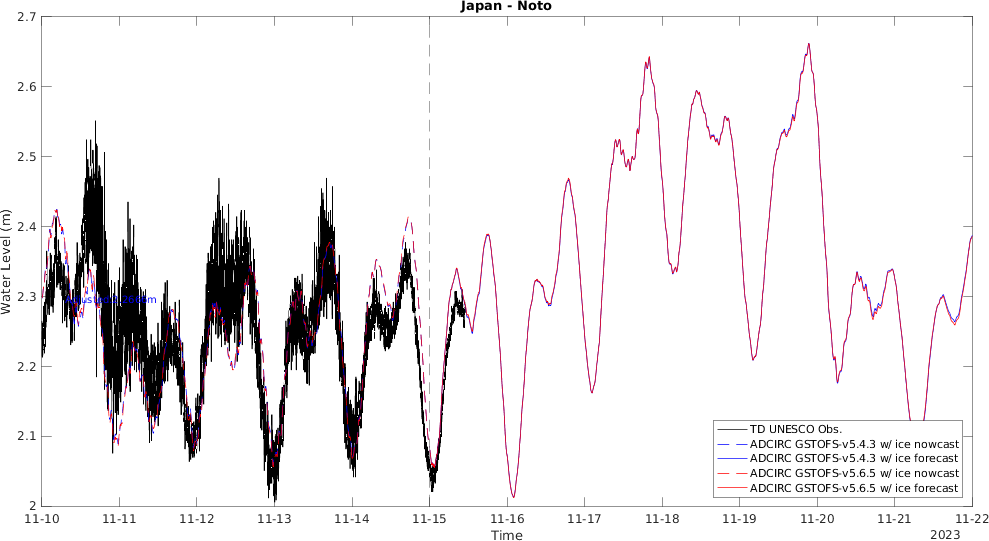 Japan - Noto
Water Level (m)
2.7
2.6
2.5
2.4
2.3
2.2
2.1
2
11-10
11-11
11-12
11-13
11-14
11-15
11-16
11-17
11-18
11-19
11-20
11-21
11-22
Time
2023
TD UNESCO Obs.
ADCIRC GSTOFS-v5.4.3 w/ ice nowcast
ADCIRC GSTOFS-v5.4.3 w/ ice forecast
ADCIRC GSTOFS-v5.6.5 w/ ice nowcast
ADCIRC GSTOFS-v5.6.5 w/ ice forecast